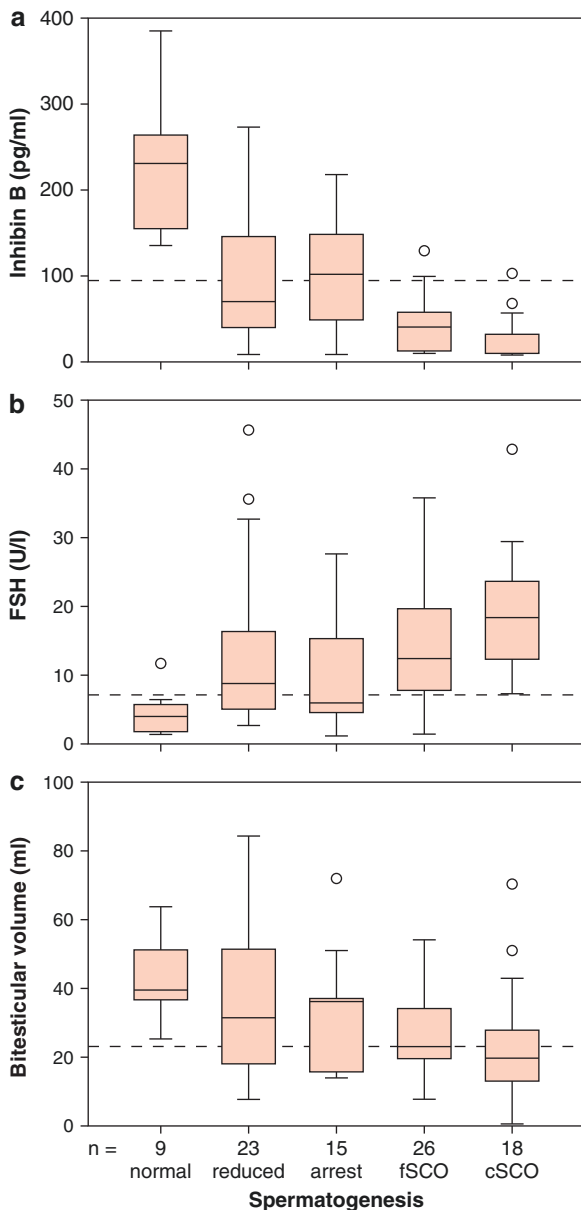 a
Inhibin B (pg/ml)
400
300
200
100
0
b
FSH (U/l)
50
40
30
20
10
0
c
Bitesticular volume (ml)
100
80
60
40
20
0
n = 9 23 15 26 18
normal reduced arrest fSCO cSCO
Spermatogenesis